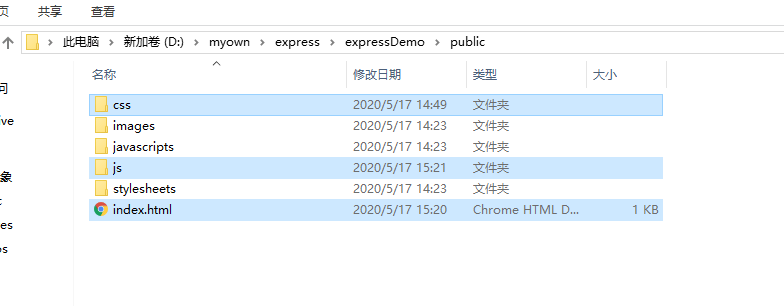 页 共享 查看
此电脑 新加卷 (D:) myown express expressDemo public
名称 修改日期 类型 大小
css 2020/5/17 14:49 文件夹
images 2020/5/17 14:23 文件夹
javascripts 2020/5/17 14:23 文件夹
js 2020/5/17 15:21 文件夹
stylesheets 2020/5/17 14:23 文件夹
index.html 2020/5/17 15:20 Chrome HTML D... 1 KB
问
ive
象
es
os